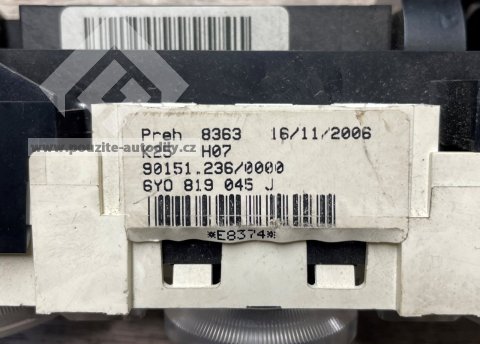 Preh 8363 16/11/2006
K25 H07
www.pouzite-autodily.cz
90151.236/0000
6Y0 819 045 J
*E8374*